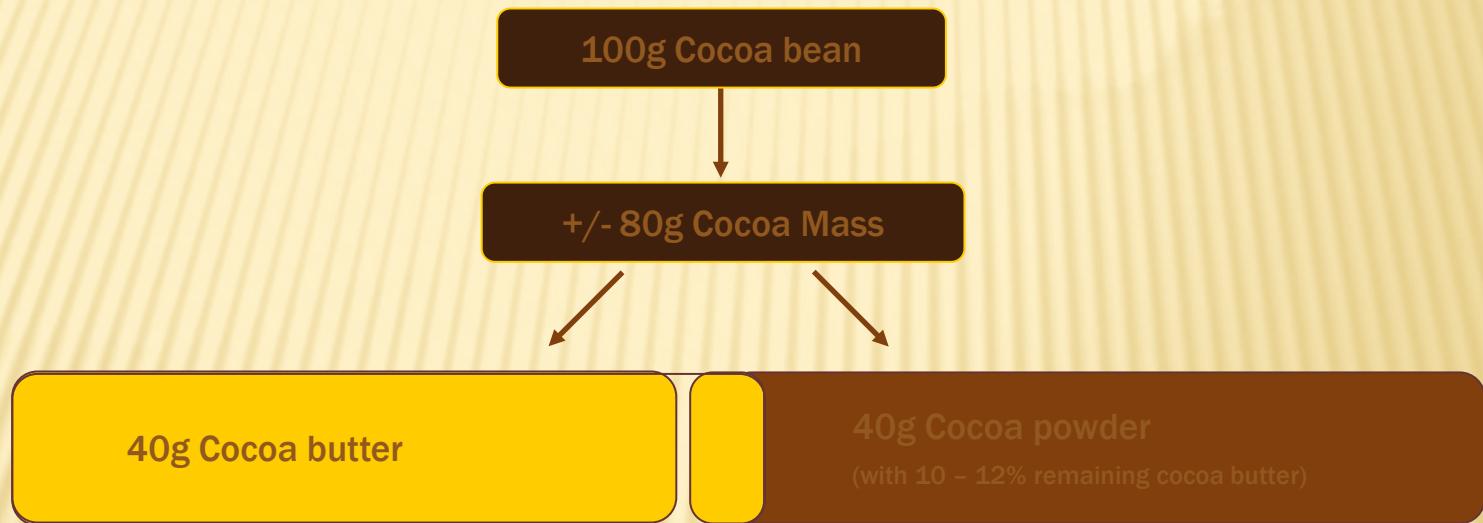 100g Cocoa bean
+/- 80g Cocoa Mass
40g Cocoa butter
40g Cocoa powder
(with 10 – 12% remaining cocoa butter)